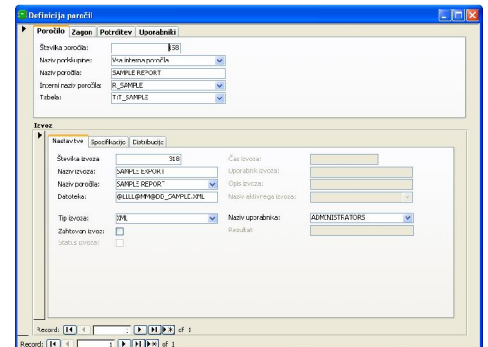 Definicija poročil
Poročilo Zagon Potrditev Uporabniki
Številka poročila: 158
Naziv podskupine: Vsa interna poročila
Naziv poročila: SAMPLE REPORT
Interni naziv poročila: R_SAMPLE
Tabela: T:T_SAMPLE
Izvoz
Nastavitve Specifikacija Distribucija
Številka izvoza 318 Čas izvoza:
Naziv izvoza: SAMPLE EXPORT Uporabnik izvoza:
Naziv poročila: SAMPLE REPORT Opis izvoza:
Datoteka: @LLLL@MM@DD_SAMPLE.XML Naziv aktivnega izvoza:
Tip izvoza: XML Naziv uporabnika: ADMINISTRATORS
Zahtevan izvoz: Rezultat
Status izvoza:
Record: 1 of 1
Record: 1 of 1